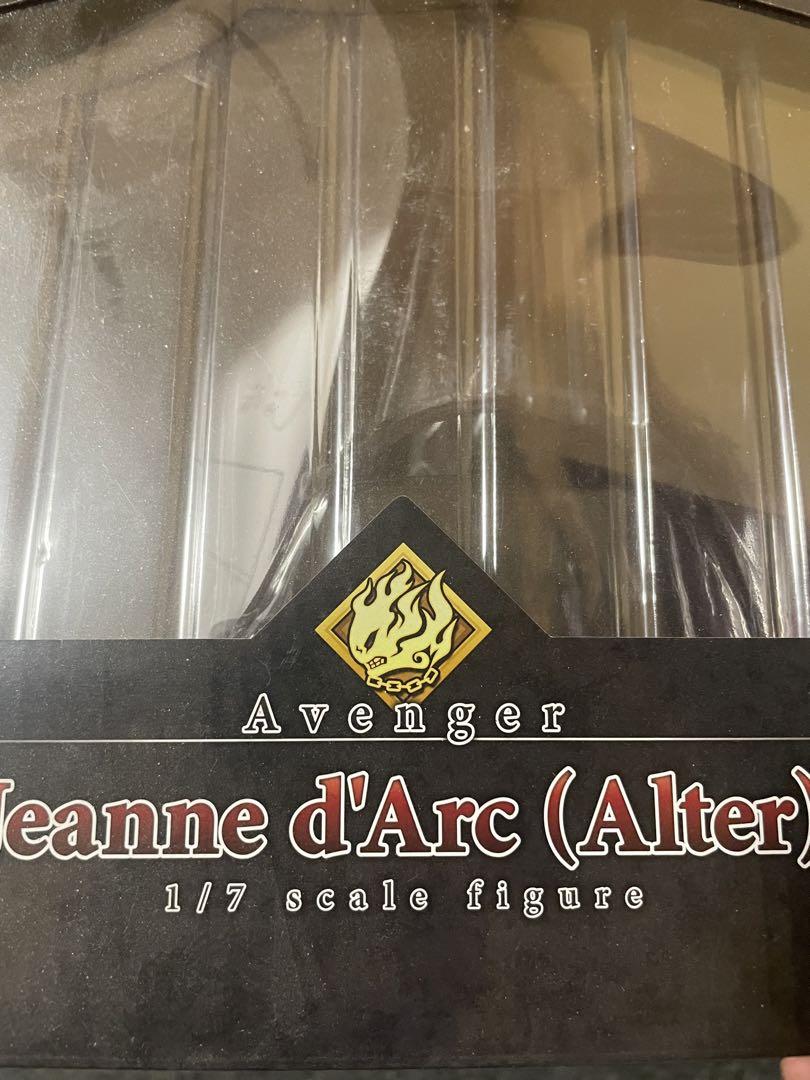 Avenger
Jeanne d'Arc (Alter)
1/7 scale figure